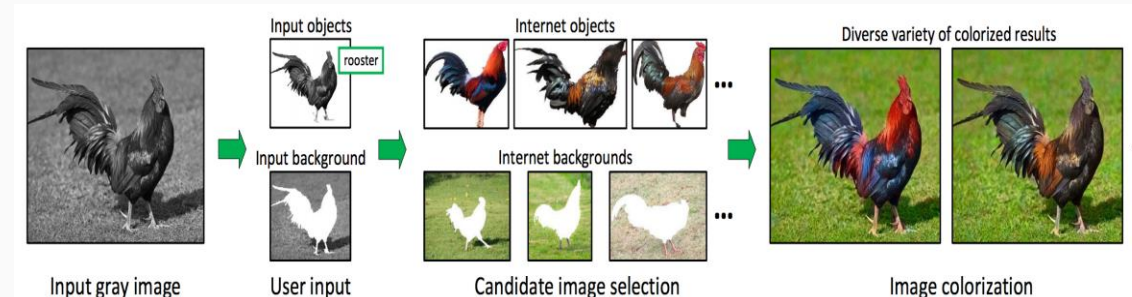 Input objects
rooster
Input background
Internet objects
...
Internet backgrounds
...
Diverse variety of colorized results
Input gray image
User input
Candidate image selection
Image colorization